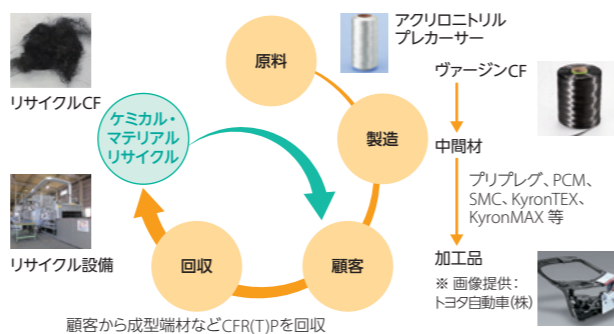 アクリロニトリル
プレカーサー
原料
ヴァージンCF
リサイクルCF
ケミカル・
マテリアル
リサイクル
製造
中間材
プリプレグ、PCM、
SMC、KyronTEX、
KyronMAX 等
リサイクル設備
回収
顧客
加工品
※ 画像提供：
トヨタ自動車(株)
顧客から成型端材などCFR(T)Pを回収